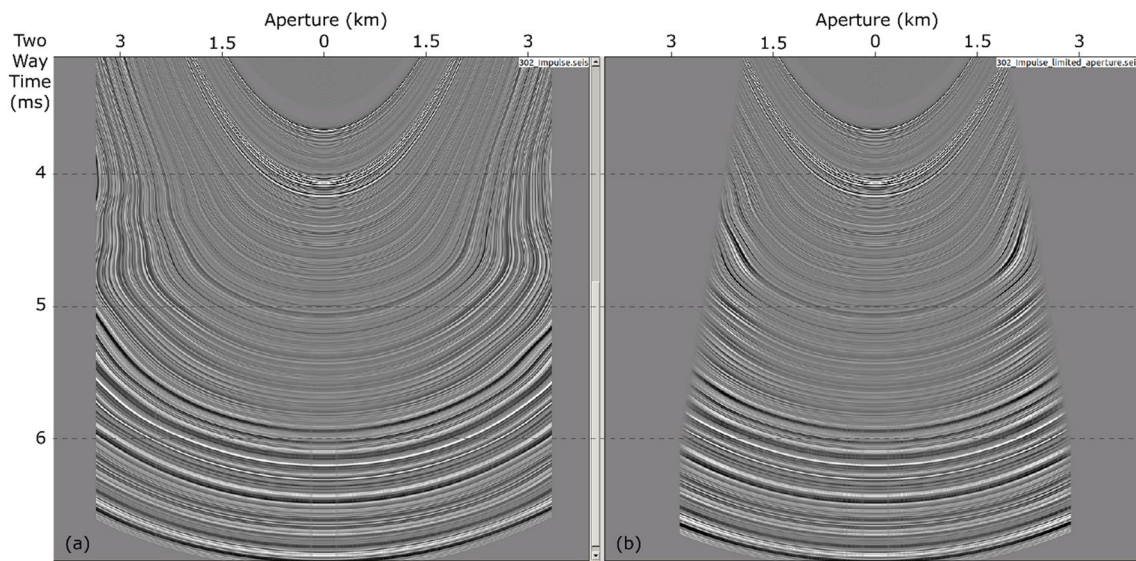 Aperture (km)
Aperture (km)
Two
Way
Time
(ms)
3 1.5 0 1.5 3
3 1.5 0 1.5 3
302_Impulse.seis
302_Impulse_limited_aperture.sei
4
5
6
(a)
(b)